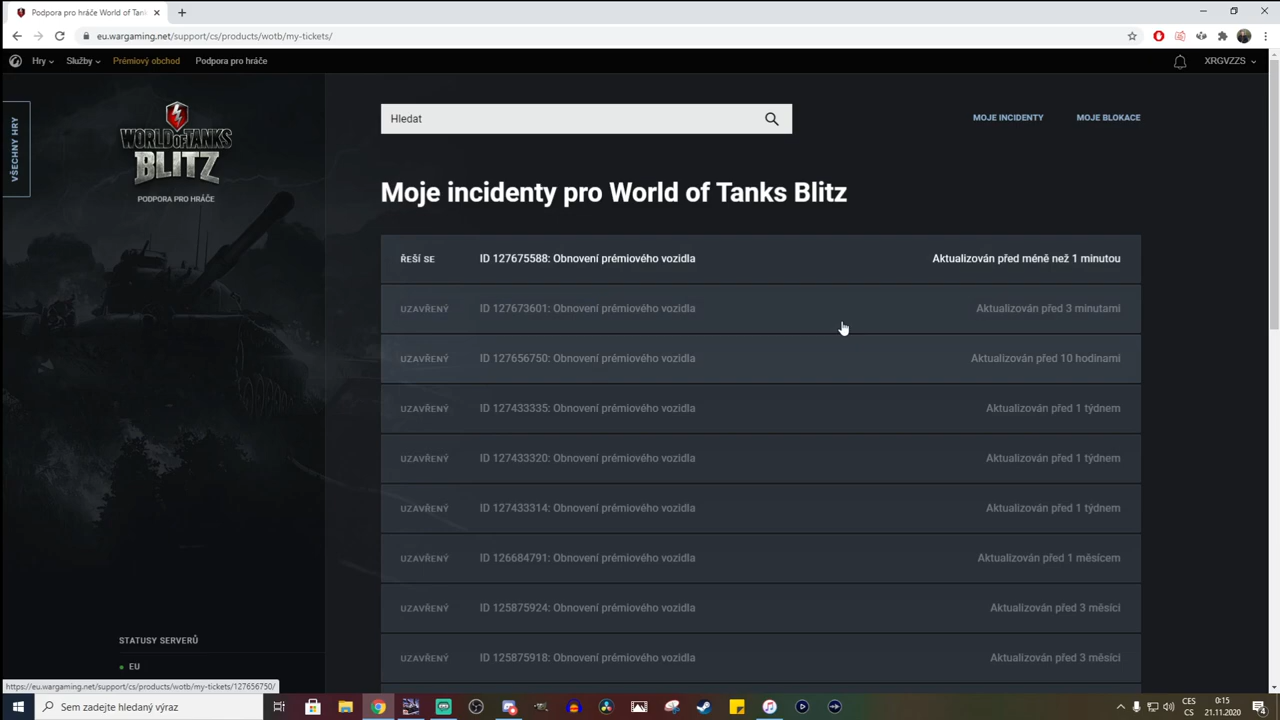 Podpora pro hráče World of Tank
eu.wargaming.net/support/cs/products/wotb/my-tickets/
Hry
Služby
Prémiový obchod
Podpora pro hráče
XRGVZZS
VŠECHNY HRY
WORLD OF TANKS
BLITZ
PODPORA PRO HRÁČE
Hledat
MOJE INCIDENTY
MOJE BLOKACE
Moje incidenty pro World of Tanks Blitz
ŘEŠÍ SE ID 127675588: Obnovení prémiového vozidla Aktualizován před méně než 1 minutou
UZAVŘENÝ ID 127673601: Obnovení prémiového vozidla Aktualizován před 3 minutami
UZAVŘENÝ ID 127656750: Obnovení prémiového vozidla Aktualizován před 10 hodinami
UZAVŘENÝ ID 127433335: Obnovení prémiového vozidla Aktualizován před 1 týdnem
UZAVŘENÝ ID 127433320: Obnovení prémiového vozidla Aktualizován před 1 týdnem
UZAVŘENÝ ID 127433314: Obnovení prémiového vozidla Aktualizován před 1 týdnem
UZAVŘENÝ ID 126684791: Obnovení prémiového vozidla Aktualizován před 1 měsícem
UZAVŘENÝ ID 125875924: Obnovení prémiového vozidla Aktualizován před 3 měsíci
UZAVŘENÝ ID 125875918: Obnovení prémiového vozidla Aktualizován před 3 měsíci
STATUSY SERVERŮ
EU
https://eu.wargaming.net/support/cs/products/wotb/my-tickets/127656750/
Sem zadejte hledaný výraz
CES
CS
0:15
21.11.2020